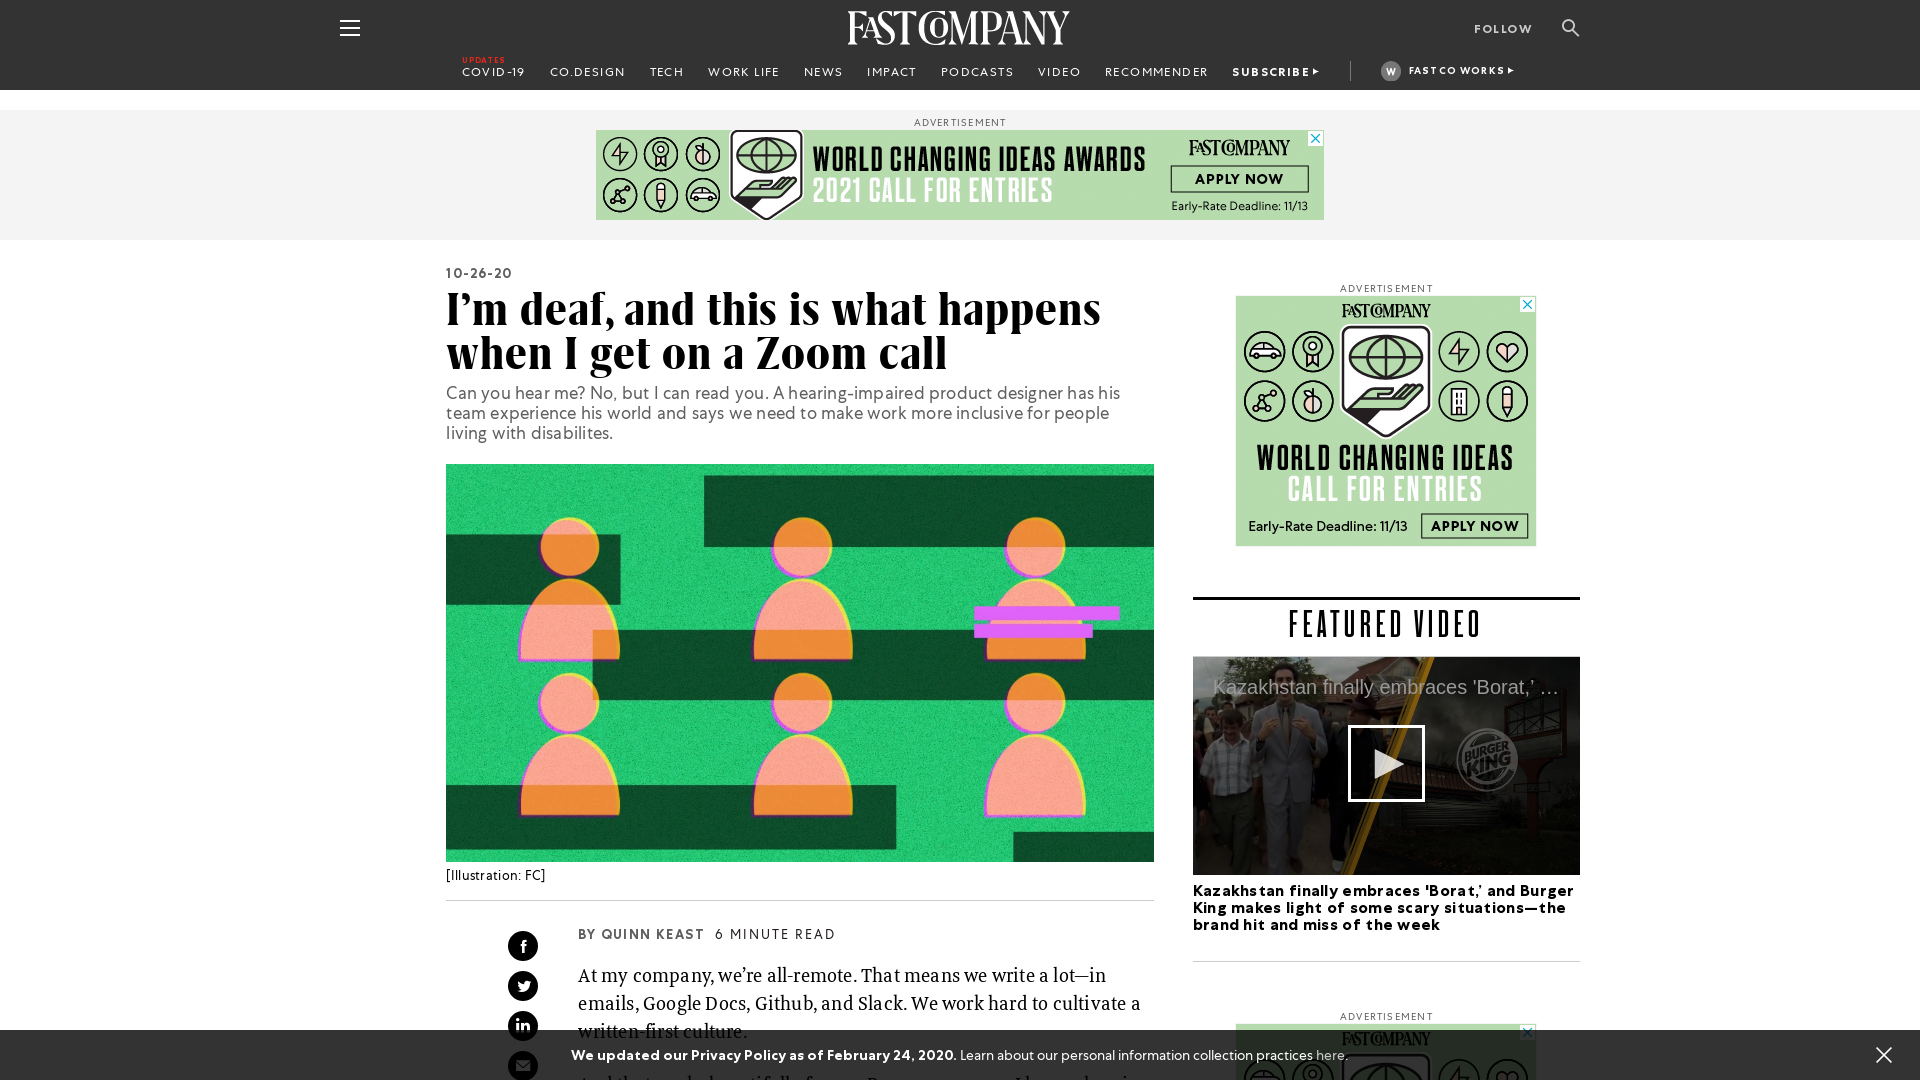 FAST COMPANY
FOLLOW
UPDATES
COVID-19 CO.DESIGN TECH WORK LIFE NEWS IMPACT PODCASTS VIDEO RECOMMENDER SUBSCRIBE W FASTCO WORKS
ADVERTISEMENT
WORLD CHANGING IDEAS AWARDS
2021 CALL FOR ENTRIES
FAST COMPANY
APPLY NOW
Early-Rate Deadline: 11/13
10-26-20
I’m deaf, and this is what happens
when I get on a Zoom call
Can you hear me? No, but I can read you. A hearing-impaired product designer has his
team experience his world and says we need to make work more inclusive for people
living with disabilites.
[Illustration: FC]
BY QUINN KEAST 6 MINUTE READ
At my company, we’re all-remote. That means we write a lot—in
emails, Google Docs, Github, and Slack. We work hard to cultivate a
written-first culture.
ADVERTISEMENT
FAST COMPANY
WORLD CHANGING IDEAS
CALL FOR ENTRIES
Early-Rate Deadline: 11/13 APPLY NOW
FEATURED VIDEO
Kazakhstan finally embraces 'Borat,’ …
BURGER KING
Kazakhstan finally embraces 'Borat,’ and Burger
King makes light of some scary situations—the
brand hit and miss of the week
ADVERTISEMENT
FAST COMPANY
We updated our Privacy Policy as of February 24, 2020. Learn about our personal information collection practices here.